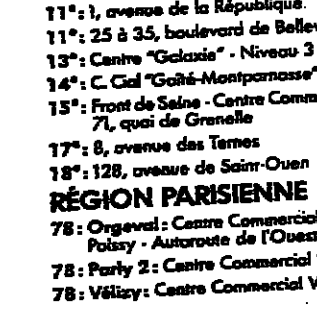 11e: 1, avenue de la République.
11e: 25 à 35, boulevard de Bellev
13e: Centre "Galaxie" - Niveau 3
14e: C. Cial "Gaîté-Montparnasse"
15e: Front de Seine - Centre Comm
71, quai de Grenelle
17e: 8, avenue des Ternes
18e: 128, avenue de Saint-Ouen
RÉGION PARISIENNE
78: Orgeval: Centre Commercial
Poissy - Autoroute de l'Ouest
78: Parly 2: Centre Commercial
78: Vélizy: Centre Commercial V